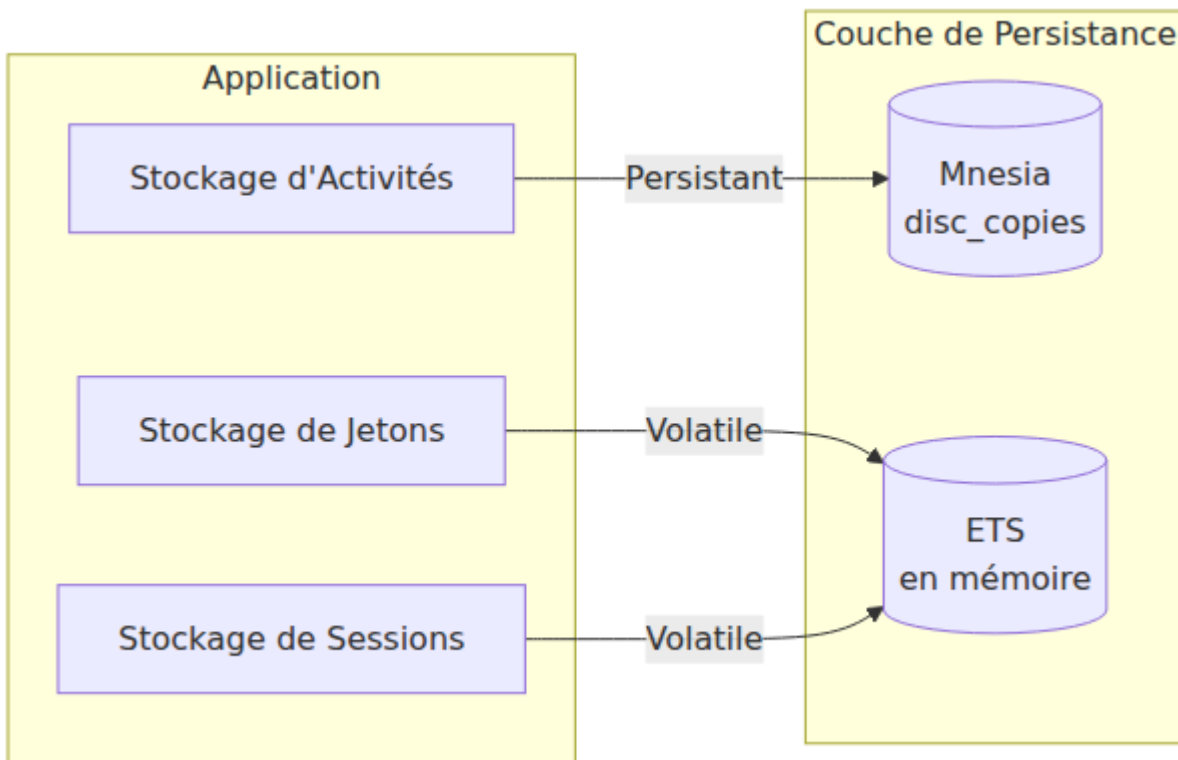 Application
Couche de Persistance
Stockage d'Activités
Persistant
Mnesia
disc_copies
Stockage de Jetons
Volatile
ETS
en mémoire
Stockage de Sessions
Volatile